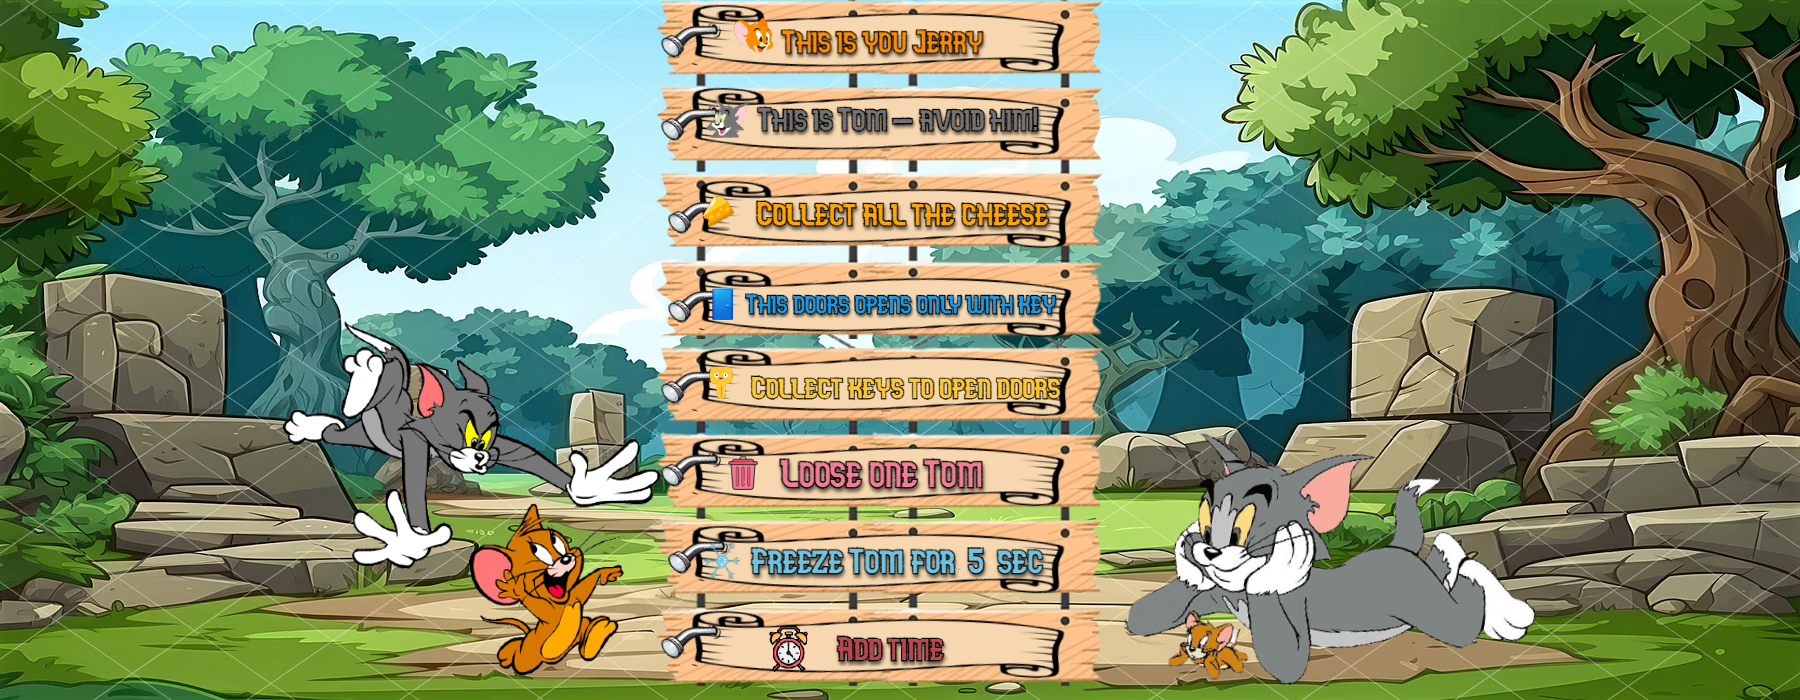 This is you Jerry
This is Tom – avoid him!
Collect all the cheese
This doors opens only with key
Collect keys to open doors
Loose one Tom
Freeze Tom for 5 sec
Add time